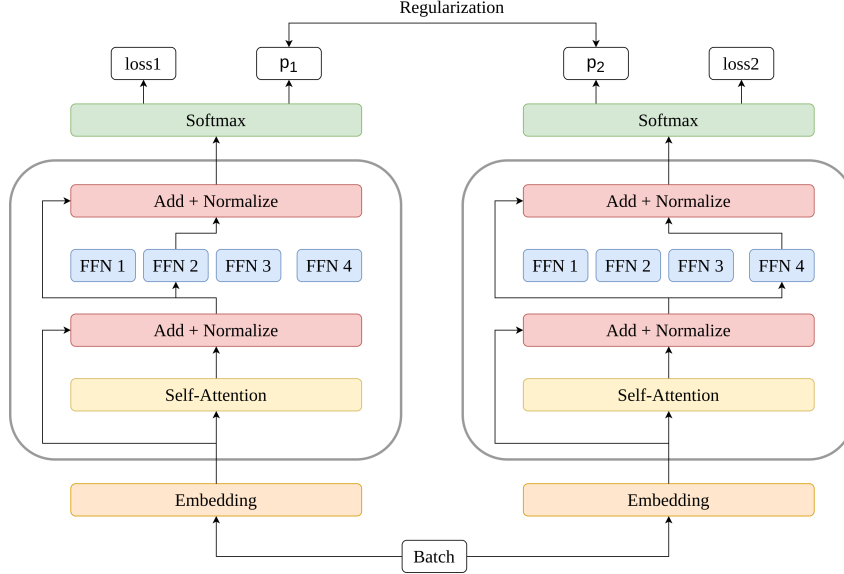 Regularization
loss1
p1
p2
loss2
Softmax
Softmax
Add + Normalize
Add + Normalize
FFN 1
FFN 2
FFN 3
FFN 4
FFN 1
FFN 2
FFN 3
FFN 4
Add + Normalize
Add + Normalize
Self-Attention
Self-Attention
Embedding
Embedding
Batch